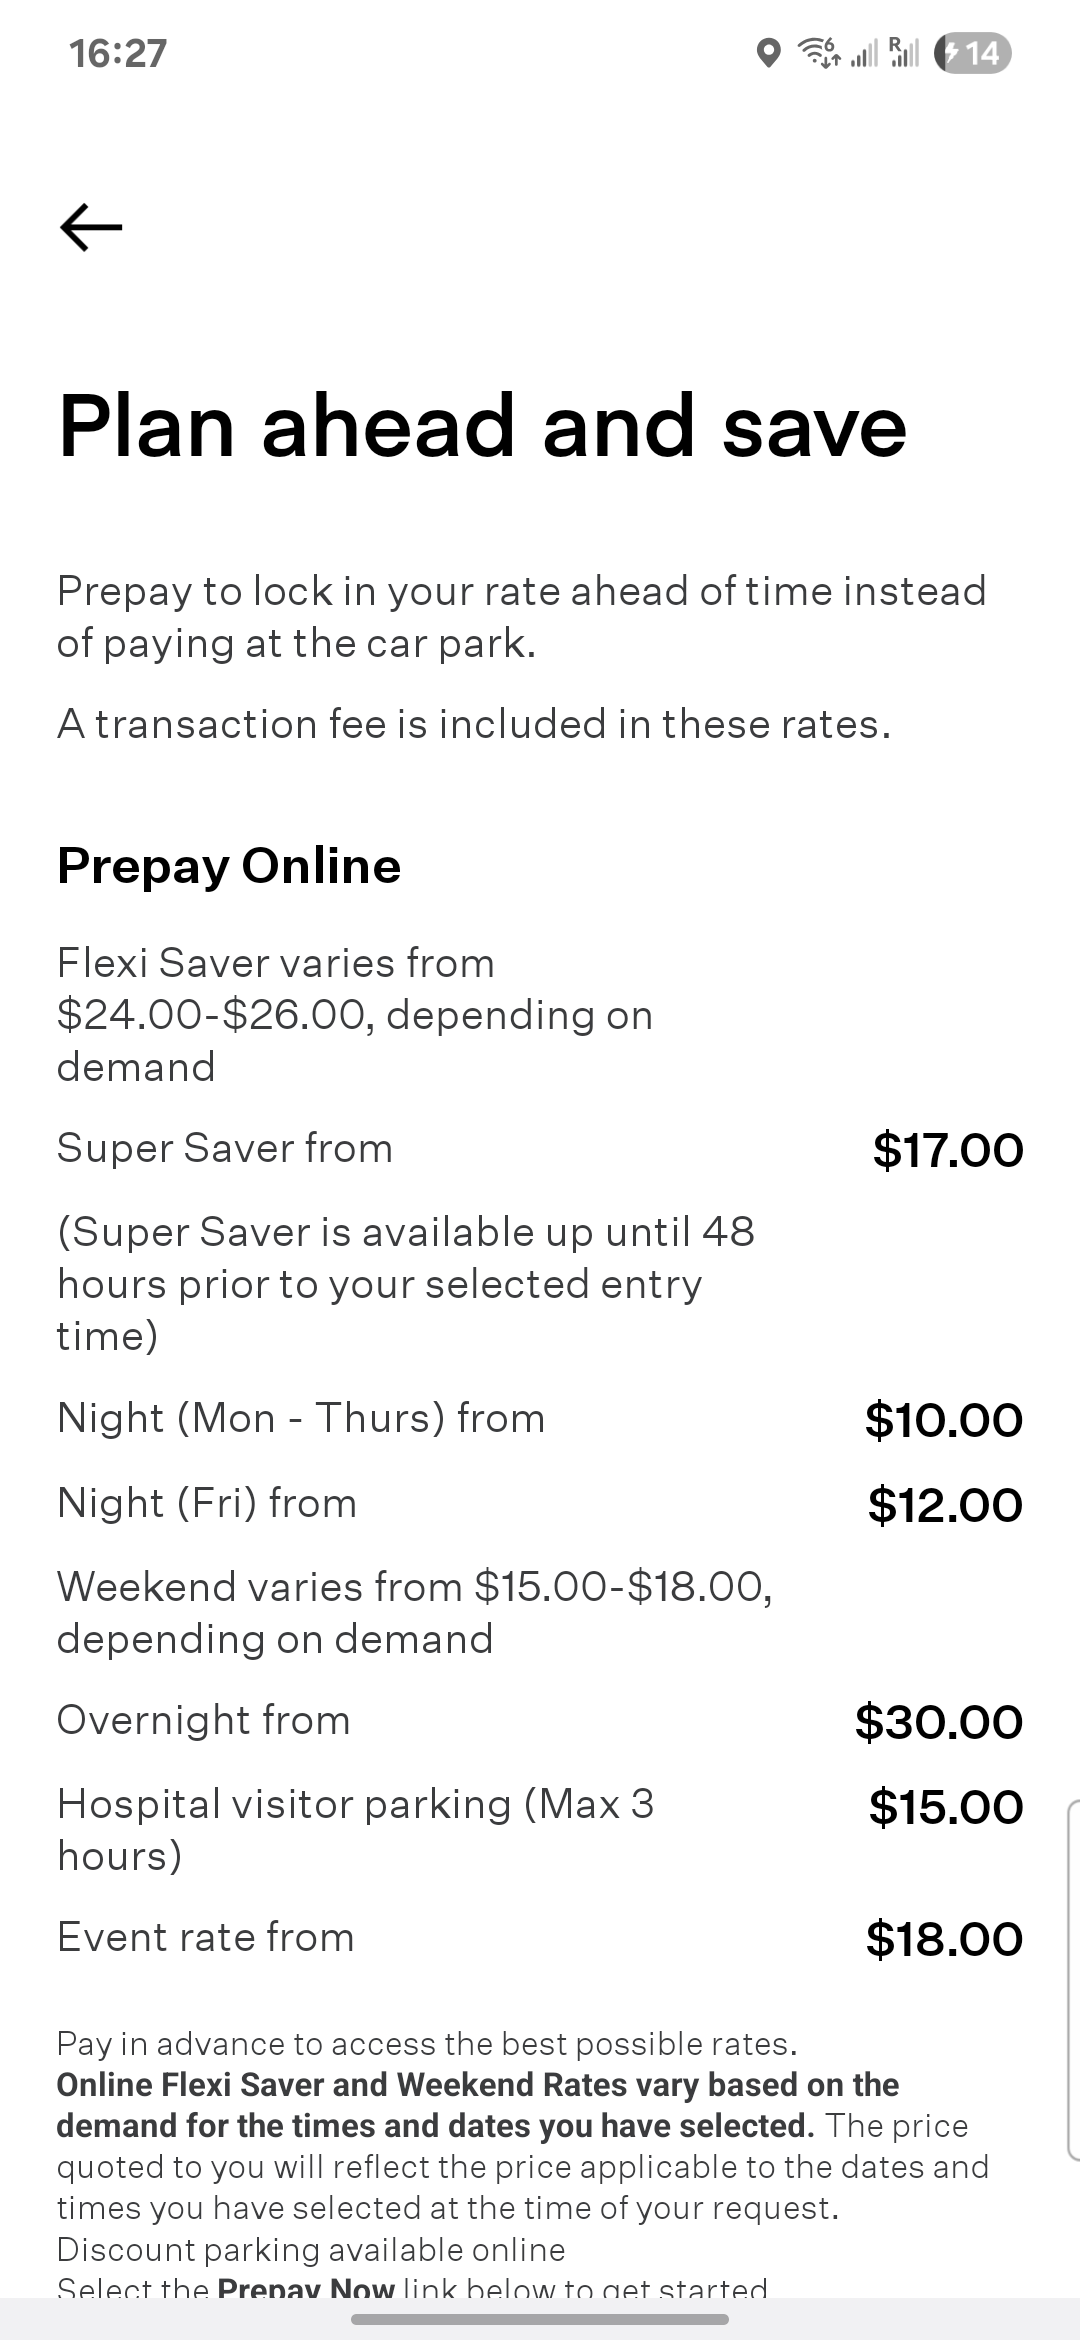 16:27
6
R
14
Plan ahead and save
Prepay to lock in your rate ahead of time instead
of paying at the car park.
A transaction fee is included in these rates.
Prepay Online
Flexi Saver varies from
$24.00-$26.00, depending on
demand
Super Saver from $17.00
(Super Saver is available up until 48
hours prior to your selected entry
time)
Night (Mon - Thurs) from $10.00
Night (Fri) from $12.00
Weekend varies from $15.00-$18.00,
depending on demand
Overnight from $30.00
Hospital visitor parking (Max 3 $15.00
hours)
Event rate from $18.00
Pay in advance to access the best possible rates.
Online Flexi Saver and Weekend Rates vary based on the
demand for the times and dates you have selected. The price
quoted to you will reflect the price applicable to the dates and
times you have selected at the time of your request.
Discount parking available online
Select the Prepay Now link below to get started